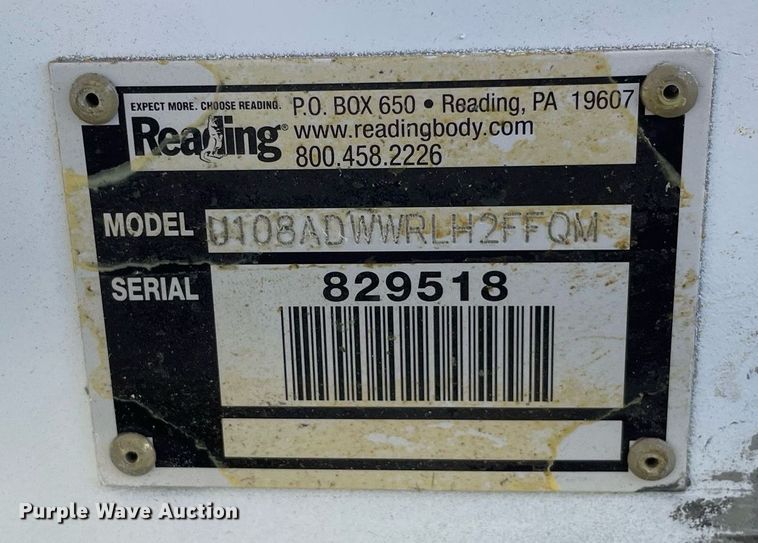 EXPECT MORE. CHOOSE READING.
Reading®
P.O. BOX 650 • Reading, PA 19607
www.readingbody.com
800.458.2226
MODEL U108ADWWRLH2FFQM
SERIAL 829518
Purple Wave Auction